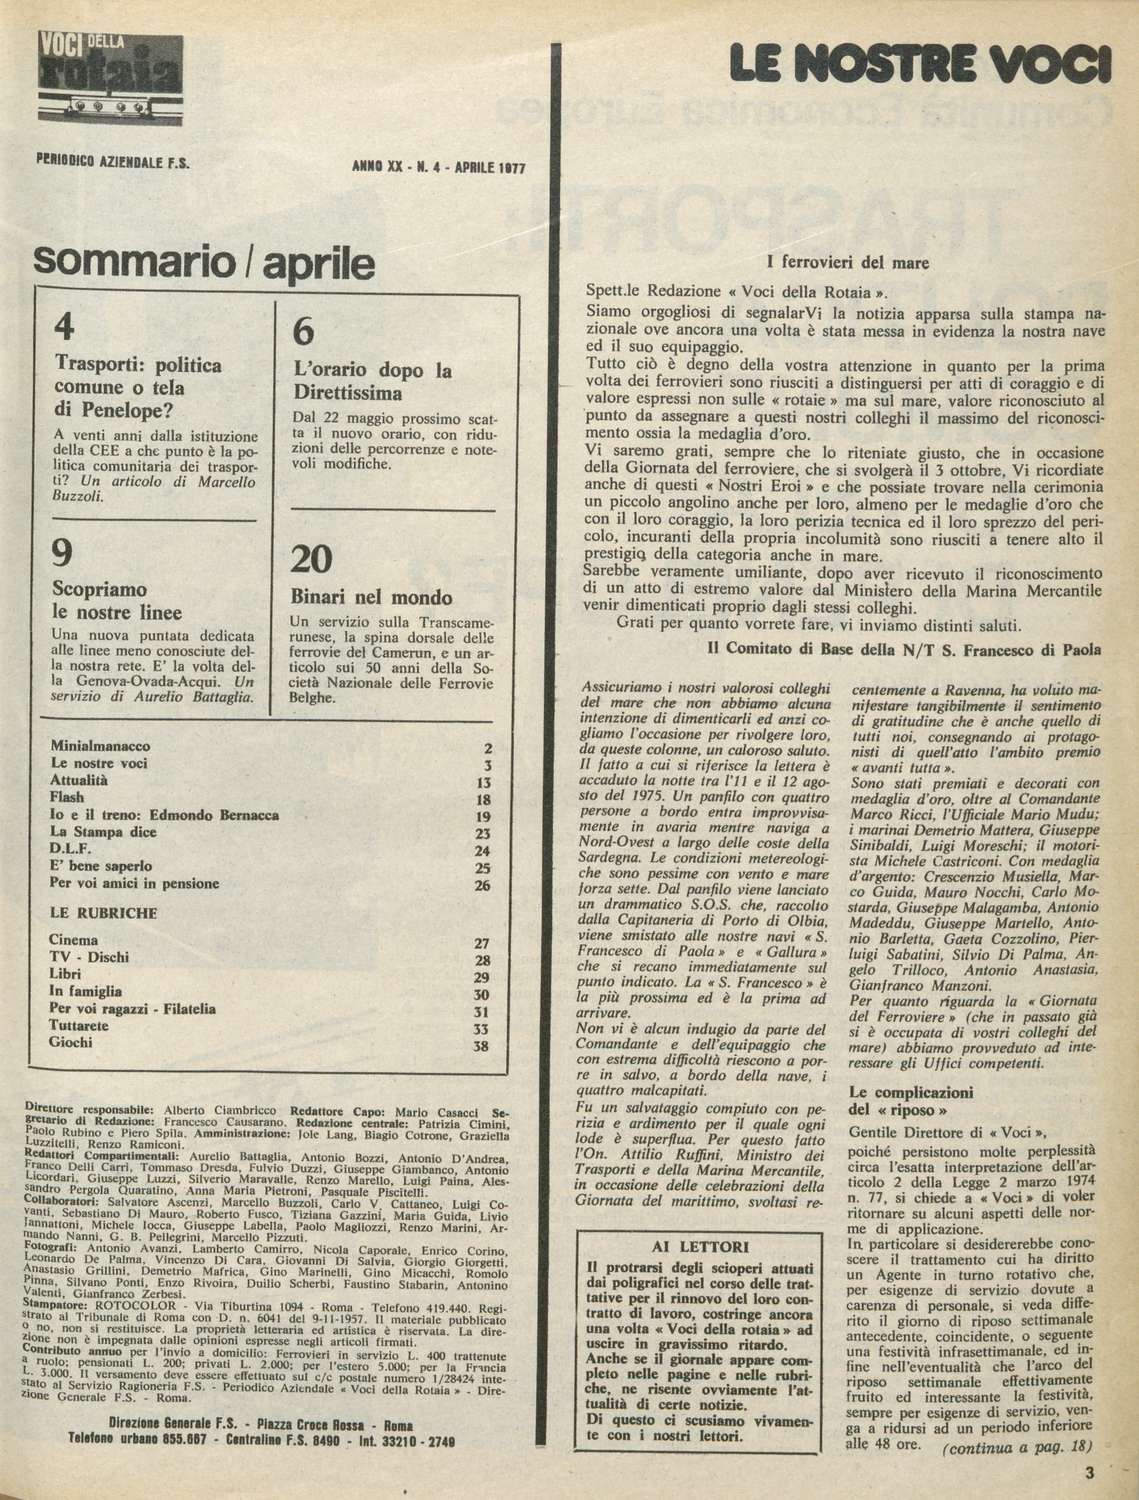 VOCI DELLA
rotaia
PERIODICO AZIENDALE F.S.
ANNO XX - N. 4 - APRILE 1977
sommario / aprile
4
Trasporti: politica
comune o tela
di Penelope?
A venti anni dalla istituzione
della CEE a che punto è la po-
litica comunitaria dei traspor-
ti? Un articolo di Marcello
Buzzoli.
6
L'orario dopo la
Direttissima
Dal 22 maggio prossimo scat-
ta il nuovo orario, con ridu-
zioni delle percorrenze e note-
voli modifiche.
9
Scopriamo
le nostre linee
Una nuova puntata dedicata
alle linee meno conosciute del-
la nostra rete. E' la volta del-
la Genova-Ovada-Acqui. Un
servizio di Aurelio Battaglia.
20
Binari nel mondo
Un servizio sulla Transcame-
runese, la spina dorsale delle
ferrovie del Camerun, e un ar-
ticolo sui 50 anni della So-
cietà Nazionale delle Ferrovie
Belghe.
Minialmanacco 2
Le nostre voci 3
Attualità 13
Flash 18
Io e il treno: Edmondo Bernacca 19
La Stampa dice 23
D.L.F. 24
E' bene saperlo 25
Per voi amici in pensione 26
LE RUBRICHE
Cinema 27
TV - Dischi 28
Libri 29
In famiglia 30
Per voi ragazzi - Filatelia 31
Tuttarete 33
Giochi 38
Direttore responsabile: Alberto Ciambricco Redattore Capo: Mario Casacci Se-
gretario di Redazione: Francesco Causarano. Redazione centrale: Patrizia Cimini,
Paolo Rubino e Piero Spila. Amministrazione: Jole Lang, Biagio Cotrone, Graziella
Luzzitelli, Renzo Ramiconi.
Redattori Compartimentali: Aurelio Battaglia, Antonio Bozzi, Antonio D'Andrea,
Franco Delli Carri, Tommaso Dresda, Fulvio Duzzi, Giuseppe Giambanco, Antonio
Licordari, Giuseppe Luzzi, Silverio Maravalle, Renzo Marello, Luigi Paina, Ales-
sandro Pergola Quaratino, Anna Maria Pietroni, Pasquale Piscitelli.
Collaboratori: Salvatore Ascenzi, Marcello Buzzoli, Carlo V. Cattaneo, Luigi Co-
vanti, Sebastiano Di Mauro, Roberto Fusco, Tiziana Gazzini, Maria Guida, Livio
Jannattoni, Michele Iocca, Giuseppe Labella, Paolo Magliozzi, Renzo Marini, Ar-
mando Nanni, G. B. Pellegrini, Marcello Pizzuti.
Fotografi: Antonio Avanzi, Lamberto Camirro, Nicola Caporale, Enrico Corino,
Leonardo De Palma, Vincenzo Di Cara, Giovanni Di Salvia, Giorgio Giorgetti,
Anastasio Grillini, Demetrio Mafrica, Gino Marinelli, Gino Micacchi, Romolo
Pinna, Silvano Ponti, Enzo Rivoira, Duilio Scherbi, Faustino Stabarin, Antonino
Valenti, Gianfranco Zerbesi.
Stampatore: ROTOCOLOR - Via Tiburtina 1094 - Roma - Telefono 419.440. Regi-
strato al Tribunale di Roma con D. n. 6041 del 9-11-1957. Il materiale pubblicato
o no, non si restituisce. La proprietà letteraria ed artistica è riservata. La dire-
zione non è impegnata dalle opinioni espresse negli articoli firmati.
Contributo annuo per l'invio a domicilio: Ferrovieri in servizio L. 400 trattenute
a ruolo; pensionati L. 200; privati L. 2.000; per l'estero 5.000; per la Francia
L. 3.000. Il versamento deve essere effettuato sul c/c postale numero 1/28424 inte-
stato al Servizio Ragioneria F.S. - Periodico Aziendale « Voci della Rotaia » - Dire-
zione Generale F.S. - Roma.
Direzione Generale F.S. - Piazza Croce Rossa - Roma
Telefono urbano 855.667 - Centralino F.S. 8490 - Int. 33210 - 2749
LE NOSTRE VOCI
I ferrovieri del mare
Spett.le Redazione « Voci della Rotaia ».
Siamo orgogliosi di segnalarVi la notizia apparsa sulla stampa na-
zionale ove ancora una volta è stata messa in evidenza la nostra nave
ed il suo equipaggio.
Tutto ciò è degno della vostra attenzione in quanto per la prima
volta dei ferrovieri sono riusciti a distinguersi per atti di coraggio e di
valore espressi non sulle « rotaie » ma sul mare, valore riconosciuto al
punto da assegnare a questi nostri colleghi il massimo del riconosci-
mento ossia la medaglia d'oro.
Vi saremo grati, sempre che lo riteniate giusto, che in occasione
della Giornata del ferroviere, che si svolgerà il 3 ottobre, Vi ricordiate
anche di questi « Nostri Eroi » e che possiate trovare nella cerimonia
un piccolo angolino anche per loro, almeno per le medaglie d'oro che
con il loro coraggio, la loro perizia tecnica ed il loro sprezzo del peri-
colo, incuranti della propria incolumità sono riusciti a tenere alto il
prestigio della categoria anche in mare.
Sarebbe veramente umiliante, dopo aver ricevuto il riconoscimento
di un atto di estremo valore dal Ministero della Marina Mercantile
venir dimenticati proprio dagli stessi colleghi.
Grati per quanto vorrete fare, vi inviamo distinti saluti.
Il Comitato di Base della N/T S. Francesco di Paola
Assicuriamo i nostri valorosi colleghi
del mare che non abbiamo alcuna
intenzione di dimenticarli ed anzi co-
gliamo l'occasione per rivolgere loro,
da queste colonne, un caloroso saluto.
Il fatto a cui si riferisce la lettera è
accaduto la notte tra l'11 e il 12 ago-
sto del 1975. Un panfilo con quattro
persone a bordo entra improvvisa-
mente in avaria mentre naviga a
Nord-Ovest a largo delle coste della
Sardegna. Le condizioni metereologi-
che sono pessime con vento e mare
forza sette. Dal panfilo viene lanciato
un drammatico S.O.S. che, raccolto
dalla Capitaneria di Porto di Olbia,
viene smistato alle nostre navi « S.
Francesco di Paola » e « Gallura »
che si recano immediatamente sul
punto indicato. La « S. Francesco » è
la più prossima ed è la prima ad
arrivare.
Non vi è alcun indugio da parte del
Comandante e dell'equipaggio che
con estrema difficoltà riescono a por-
re in salvo, a bordo della nave, i
quattro malcapitati.
Fu un salvataggio compiuto con pe-
rizia e ardimento per il quale ogni
lode è superflua. Per questo fatto
l'On. Attilio Ruffini, Ministro dei
Trasporti e della Marina Mercantile,
in occasione delle celebrazioni della
Giornata del marittimo, svoltasi re-
centemente a Ravenna, ha voluto ma-
nifestare tangibilmente il sentimento
di gratitudine che è anche quello di
tutti noi, consegnando ai protago-
nisti di quell'atto l'ambito premio
« avanti tutta ».
Sono stati premiati e decorati con
medaglia d'oro, oltre al Comandante
Marco Ricci, l'Ufficiale Mario Mudu;
i marinai Demetrio Mattera, Giuseppe
Sinibaldi, Luigi Moreschi; il motori-
sta Michele Castriconi. Con medaglia
d'argento: Crescenzio Musiella, Mar-
co Guida, Mauro Nocchi, Carlo Mo-
starda, Giuseppe Malagamba, Antonio
Madeddu, Giuseppe Martello, Anto-
nio Barletta, Gaeta Cozzolino, Pier-
luigi Sabatini, Silvio Di Palma, An-
gelo Trilloco, Antonio Anastasia,
Gianfranco Manzoni.
Per quanto riguarda la « Giornata
del Ferroviere » (che in passato già
si è occupata di vostri colleghi del
mare) abbiamo provveduto ad inte-
ressare gli Uffici competenti.
Le complicazioni
del « riposo »
Gentile Direttore di « Voci »,
poiché persistono molte perplessità
circa l'esatta interpretazione dell'ar-
ticolo 2 della Legge 2 marzo 1974
n. 77, si chiede a « Voci » di voler
ritornare su alcuni aspetti delle nor-
me di applicazione.
In particolare si desidererebbe cono-
scere il trattamento cui ha diritto
un Agente in turno rotativo che,
per esigenze di servizio dovute a
carenza di personale, si veda diffe-
rito il giorno di riposo settimanale
antecedente, coincidente, o seguente
una festività infrasettimanale, ed in-
fine nell'eventualità che l'arco del
riposo settimanale effettivamente
fruito ed interessante la festività,
sempre per esigenze di servizio, ven-
ga a ridursi ad un periodo inferiore
alle 48 ore. (continua a pag. 18)
AI LETTORI
Il protrarsi degli scioperi attuati
dai poligrafici nel corso delle trat-
tative per il rinnovo del loro con-
tratto di lavoro, costringe ancora
una volta « Voci della rotaia » ad
uscire in gravissimo ritardo.
Anche se il giornale appare com-
pleto nelle pagine e nelle rubri-
che, ne risente ovviamente l'at-
tualità di certe notizie.
Di questo ci scusiamo vivamen-
te con i nostri lettori.
3